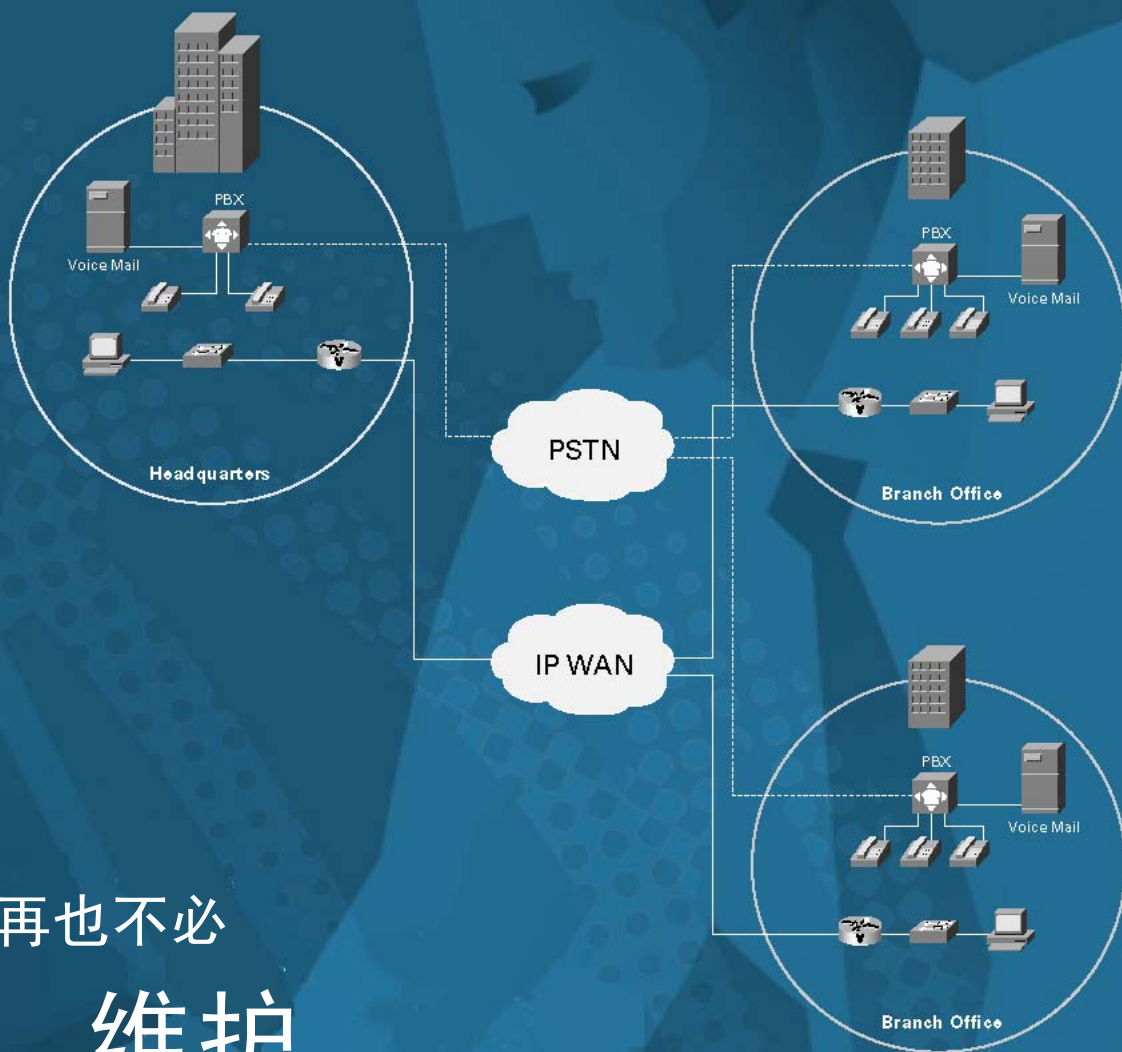 PBX
Voice Mail
Headquarters
PBX
Voice Mail
Branch Office
PSTN
IP WAN
PBX
Voice Mail
Branch Office
再也不必
维护